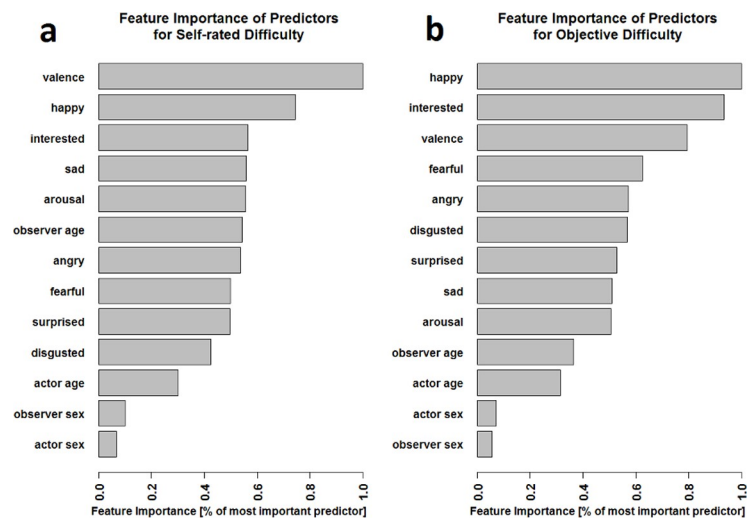 a
Feature Importance of Predictors
for Self-rated Difficulty
valence
happy
interested
sad
arousal
observer age
angry
fearful
surprised
disgusted
actor age
observer sex
actor sex
0.0
0.2
0.4
0.6
0.8
1.0
Feature Importance [% of most important predictor]
b
Feature Importance of Predictors
for Objective Difficulty
happy
interested
valence
fearful
angry
disgusted
surprised
sad
arousal
observer age
actor age
actor sex
observer sex
0.0
0.2
0.4
0.6
0.8
1.0
Feature Importance [% of most important predictor]